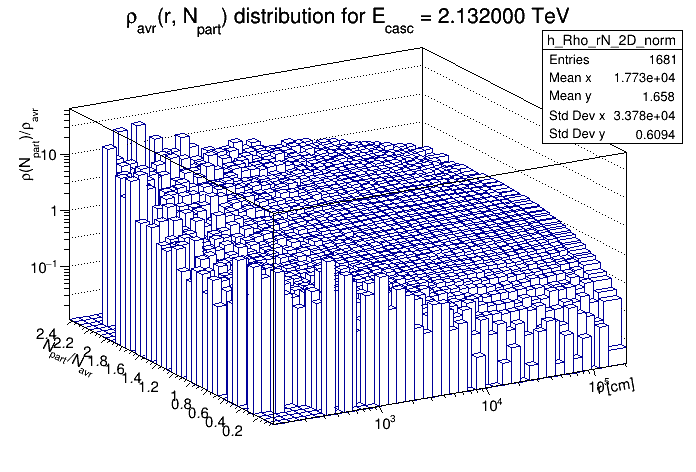 ρavr(r, Npart) distribution for Ecasc = 2.132000 TeV
h_Rho_rN_2D_norm
Entries 1681
Mean x 1.773e+04
Mean y 1.658
Std Dev x 3.378e+04
Std Dev y 0.6094
ρ(Npart)/ρavr
10
1
10−1
2.4
2.2
2
1.8
1.6
1.4
1.2
1
0.8
0.6
0.4
0.2
Npart/Navr
103
104
105
[cm]